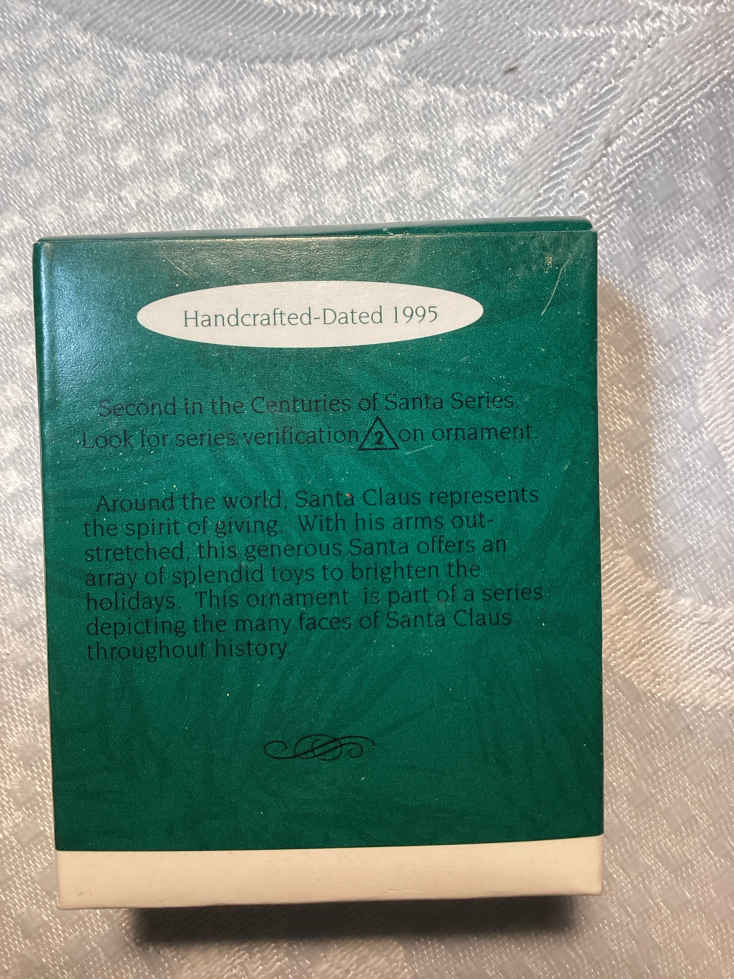 Handcrafted-Dated 1995
Second in the Centuries of Santa Series.
Look for series verification 2 on ornament.
Around the world, Santa Claus represents
the spirit of giving. With his arms out-
stretched, this generous Santa offers an
array of splendid toys to brighten the
holidays. This ornament is part of a series
depicting the many faces of Santa Claus
throughout history.